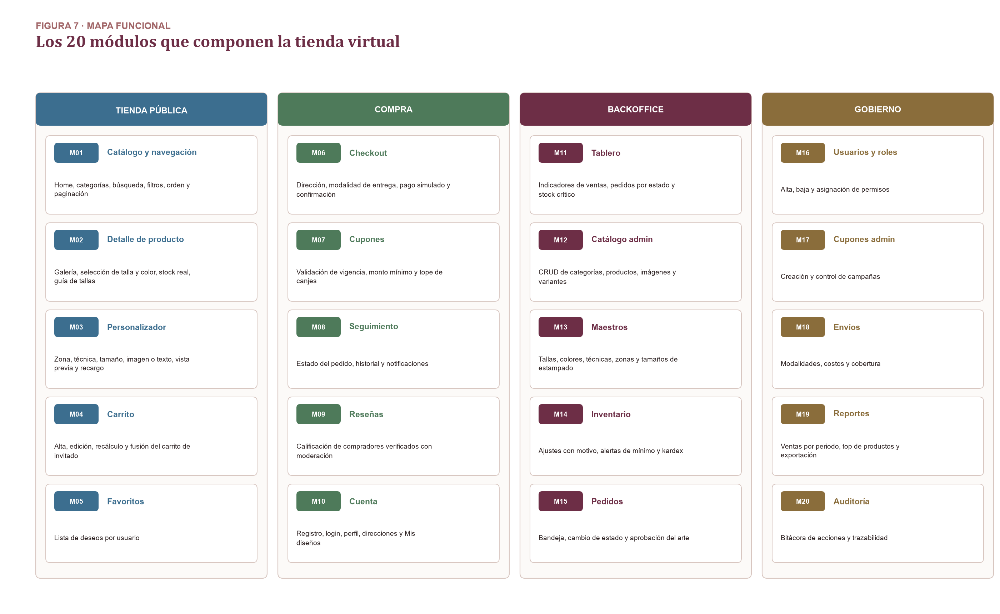 FIGURA 7 · MAPA FUNCIONAL
Los 20 módulos que componen la tienda virtual
TIENDA PÚBLICA
M01
Catálogo y navegación
Home, categorías, búsqueda, filtros, orden y
paginación
M02
Detalle de producto
Galería, selección de talla y color, stock real,
guía de tallas
M03
Personalizador
Zona, técnica, tamaño, imagen o texto, vista
previa y recargo
M04
Carrito
Alta, edición, recálculo y fusión del carrito de
invitado
M05
Favoritos
Lista de deseos por usuario
COMPRA
M06
Checkout
Dirección, modalidad de entrega, pago simulado y
confirmación
M07
Cupones
Validación de vigencia, monto mínimo y tope de
canjes
M08
Seguimiento
Estado del pedido, historial y notificaciones
M09
Reseñas
Calificación de compradores verificados con
moderación
M10
Cuenta
Registro, login, perfil, direcciones y Mis
diseños
BACKOFFICE
M11
Tablero
Indicadores de ventas, pedidos por estado y
stock crítico
M12
Catálogo admin
CRUD de categorías, productos, imágenes y
variantes
M13
Maestros
Tallas, colores, técnicas, zonas y tamaños de
estampado
M14
Inventario
Ajustes con motivo, alertas de mínimo y kardex
M15
Pedidos
Bandeja, cambio de estado y aprobación del arte
GOBIERNO
M16
Usuarios y roles
Alta, baja y asignación de permisos
M17
Cupones admin
Creación y control de campañas
M18
Envíos
Modalidades, costos y cobertura
M19
Reportes
Ventas por periodo, top de productos y
exportación
M20
Auditoría
Bitácora de acciones y trazabilidad